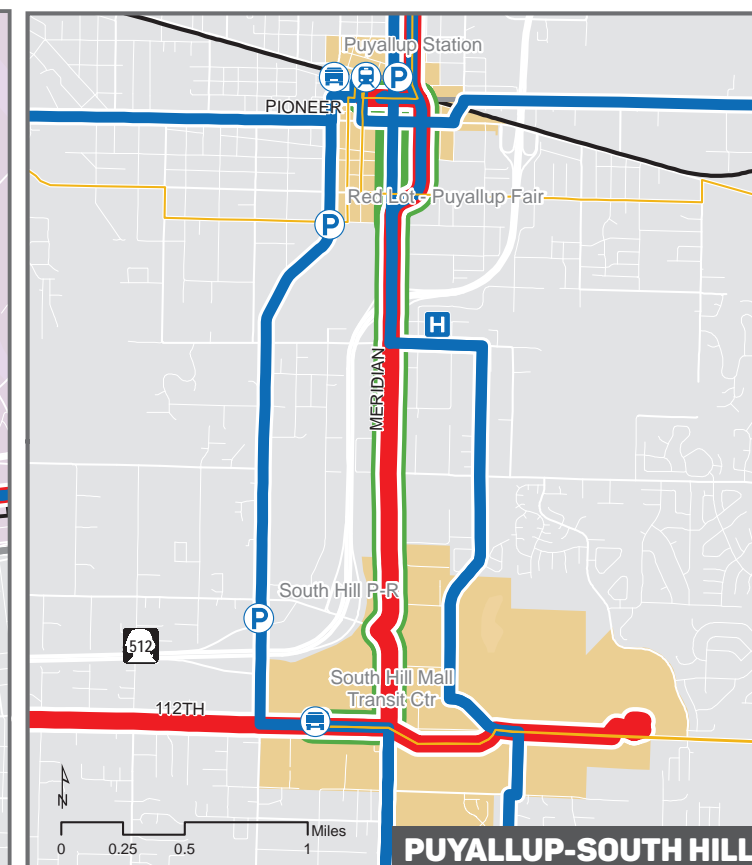 Puyallup Station
P
PIONEER
Red Lot - Puyallup Fair
P
H
MERIDIAN
South Hill P-R
P
512
South Hill Mall
Transit Ctr
112TH
N
Miles
0 0.25 0.5 1
PUYALLUP-SOUTH HILL